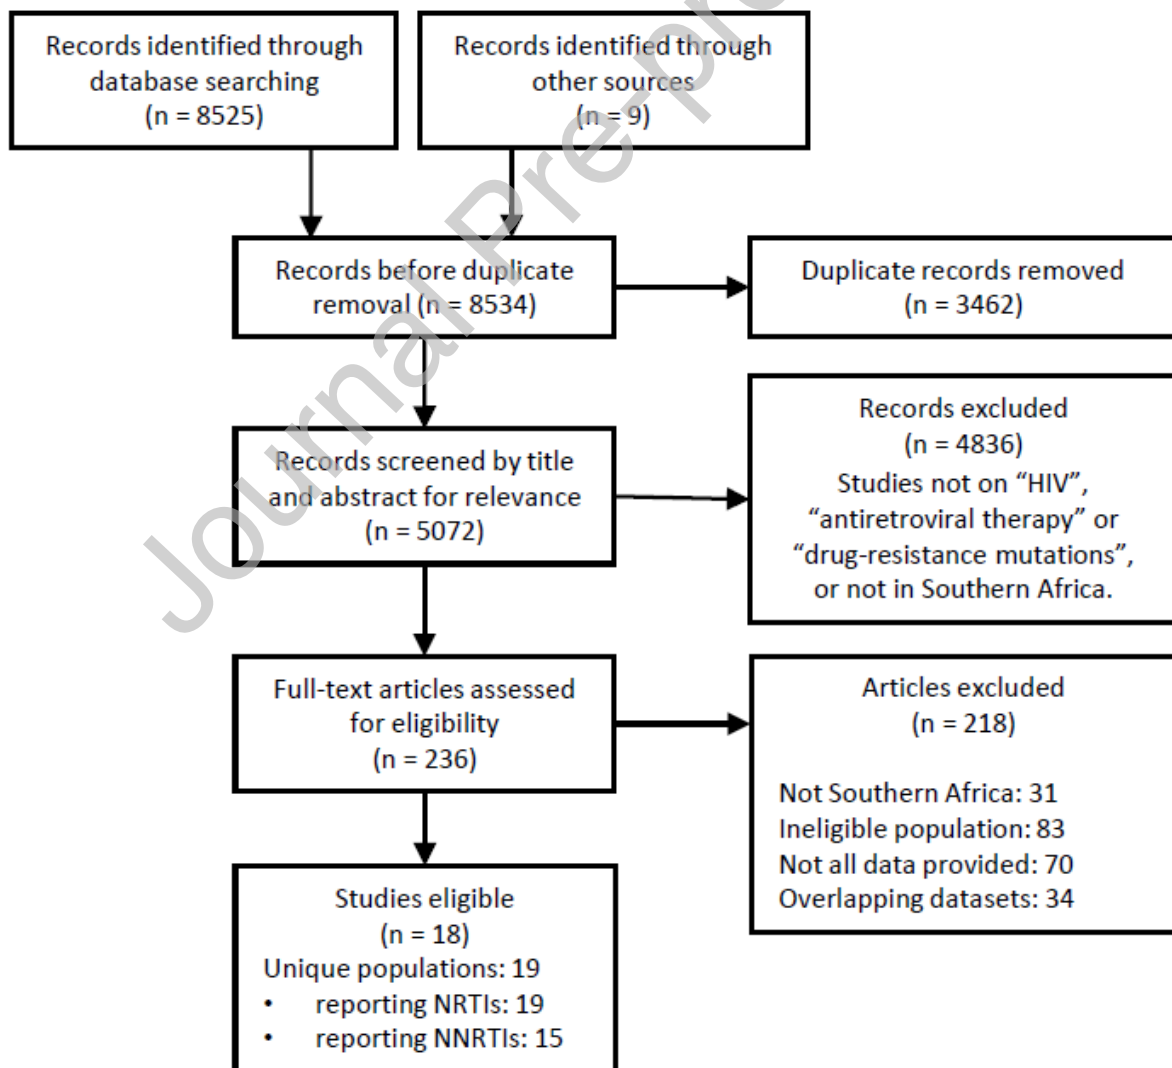 Records identified through
database searching
(n = 8525)
Records identified through
other sources
(n = 9)
Records before duplicate
removal (n = 8534)
Duplicate records removed
(n = 3462)
Records screened by title
and abstract for relevance
(n = 5072)
Records excluded
(n = 4836)
Studies not on “HIV”,
“antiretroviral therapy” or
“drug-resistance mutations”,
or not in Southern Africa.
Full-text articles assessed
for eligibility
(n = 236)
Articles excluded
(n = 218)
Not Southern Africa: 31
Ineligible population: 83
Not all data provided: 70
Overlapping datasets: 34
Studies eligible
(n = 18)
Unique populations: 19
• reporting NRTIs: 19
• reporting NNRTIs: 15
Journal Pre-pr